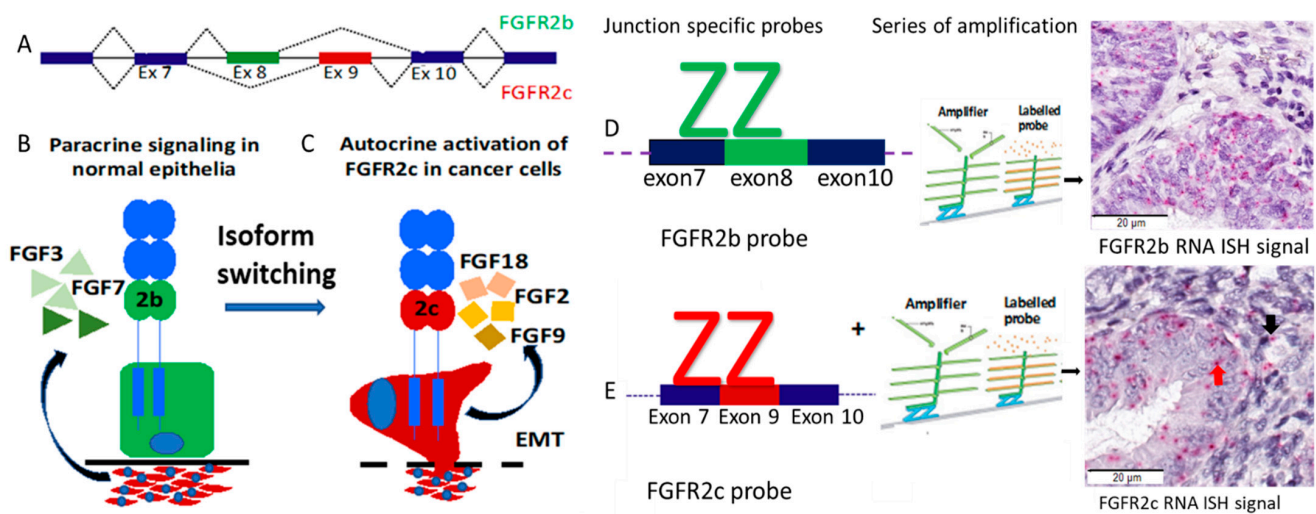 A
FGFR2b
Ex 7
Ex 8
Ex 9
Ex 10
FGFR2c
B
Paracrine signaling in
normal epithelia
FGF3
FGF7
2b
Isoform
switching
C
Autocrine activation of
FGFR2c in cancer cells
FGF18
FGF2
FGF9
2c
EMT
Junction specific probes
Series of amplification
D
ZZ
exon7
exon8
exon10
FGFR2b probe
Amplifier
Labelled
probe
20 µm
FGFR2b RNA ISH signal
E
ZZ
Exon 7
Exon 9
Exon 10
FGFR2c probe
+
Amplifier
Labelled
probe
20 µm
FGFR2c RNA ISH signal